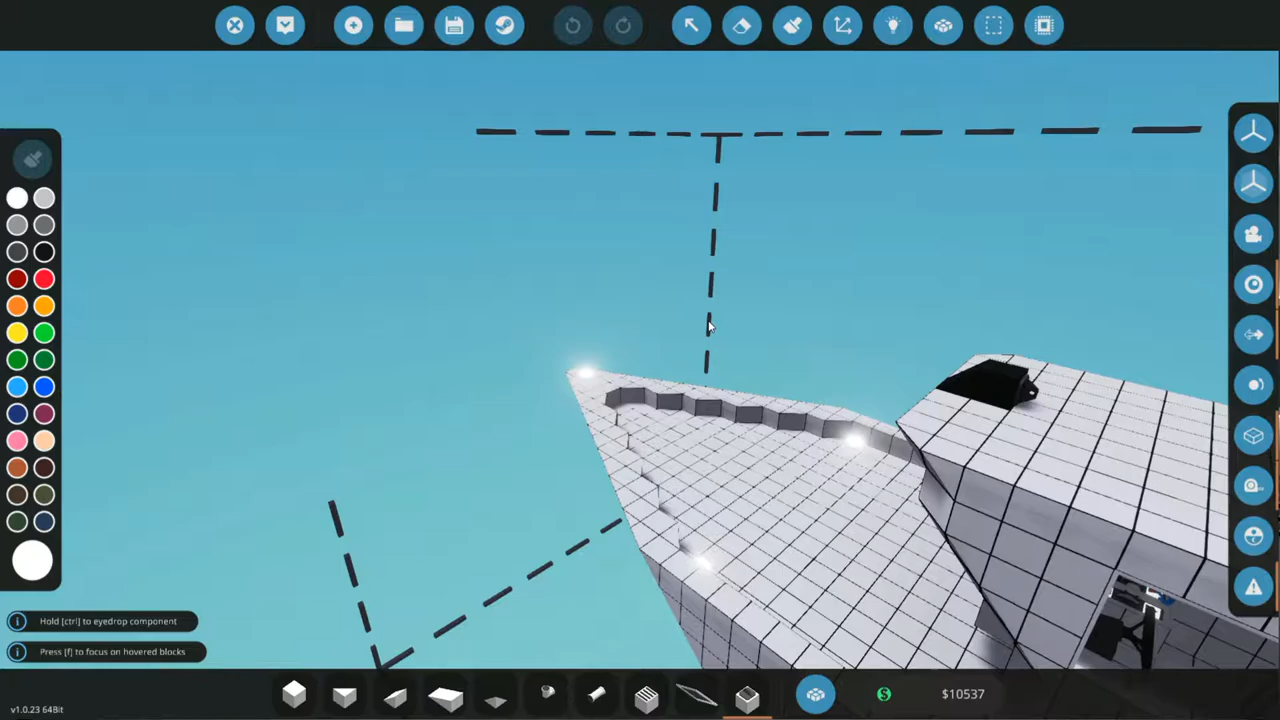 Hold [ctrl] to eyedrop component
Press [f] to focus on hovered blocks
$10537
v1.0.23 64Bit